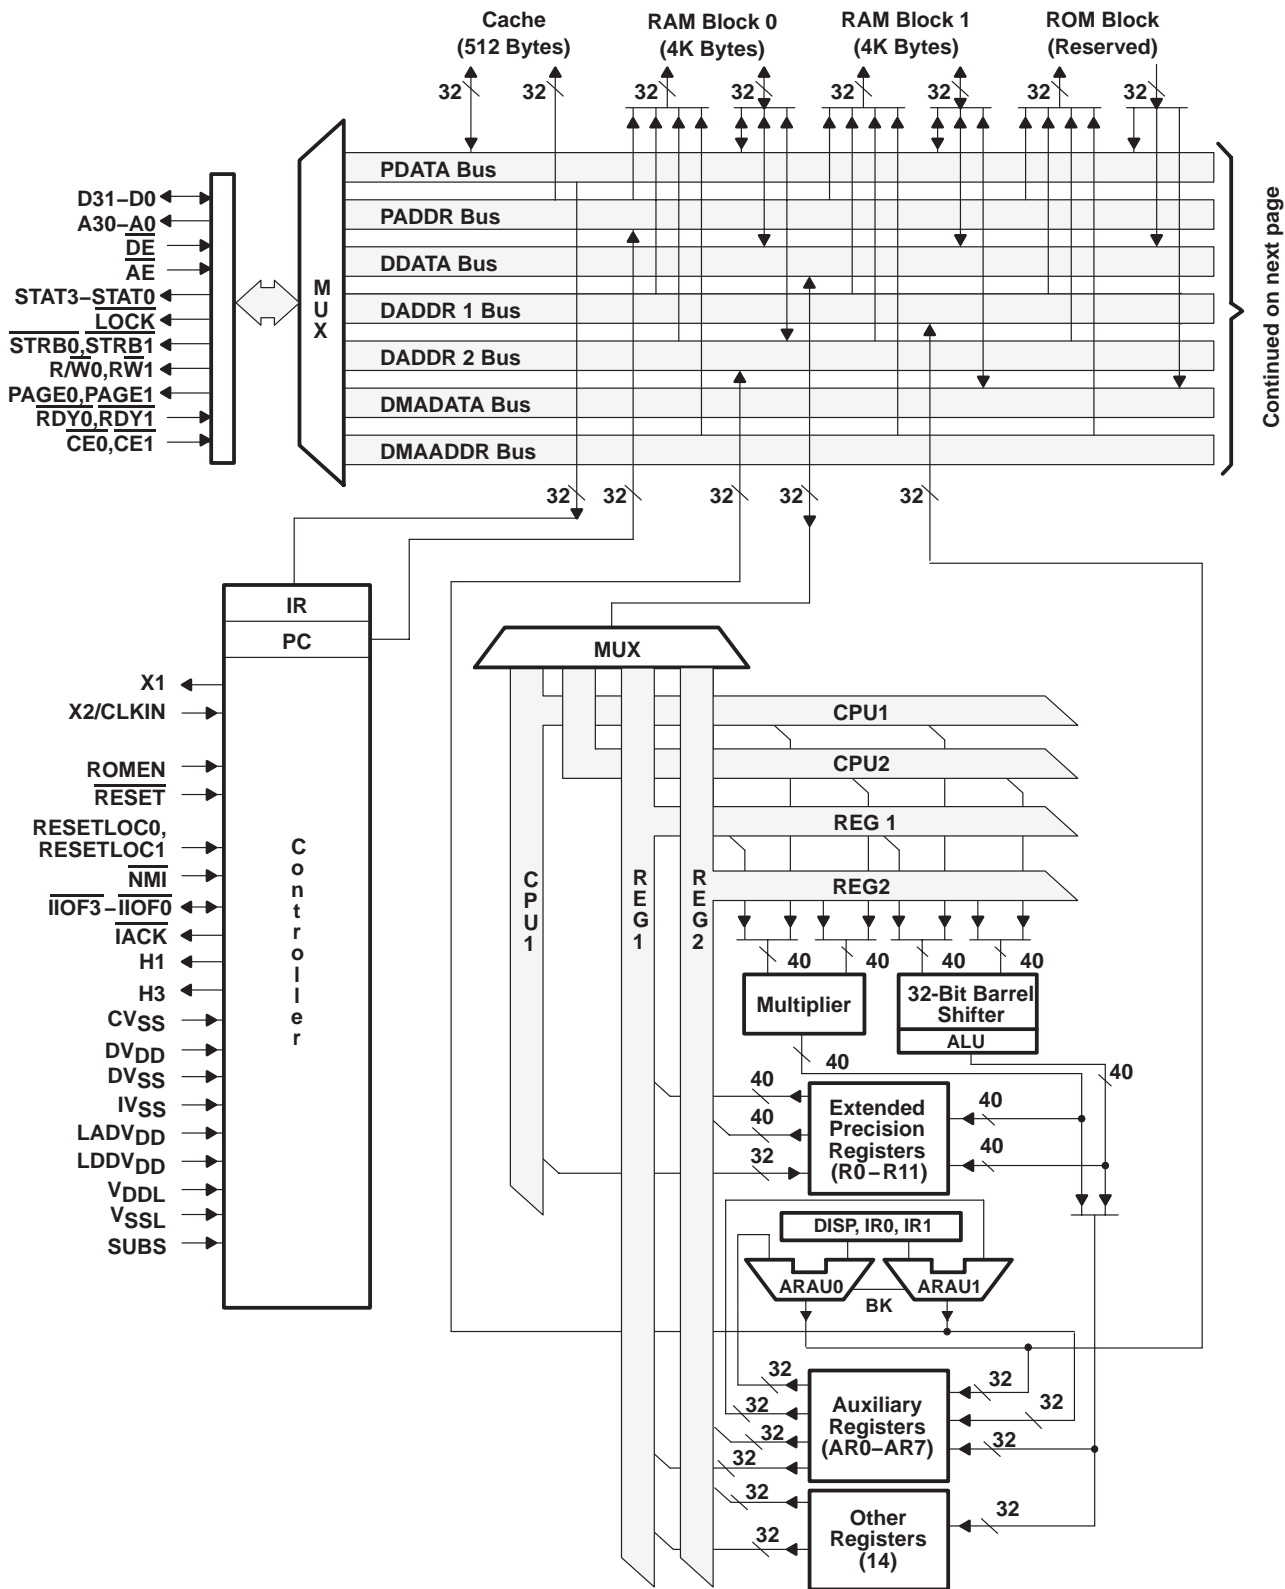 Cache
(512 Bytes)
RAM Block 0
(4K Bytes)
RAM Block 1
(4K Bytes)
ROM Block
(Reserved)
32
32
32
32
32
32
32
32
PDATA Bus
PADDR Bus
DDATA Bus
DADDR 1 Bus
DADDR 2 Bus
DMADATA Bus
DMAADDR Bus
MUX
Continued on next page
D31–D0
A30–A0
DE
AE
STAT3–STAT0
LOCK
STRB0,STRB1
R/W0,RW1
PAGE0,PAGE1
RDY0,RDY1
CE0,CE1
32
32
32
32
32
IR
PC
Controller
X1
X2/CLKIN
ROMEN
RESET
RESETLOC0,
RESETLOC1
NMI
IIOF3–IIOF0
IACK
H1
H3
CVSS
DVDD
DVSS
IVSS
LADVDD
LDDVDD
VDDL
VSSL
SUBS
MUX
CPU1
CPU2
REG 1
REG2
CPU1
REG1
REG2
40
40
40
40
Multiplier
32-Bit Barrel
Shifter
ALU
40
40
40
40
32
Extended
Precision
Registers
(R0–R11)
40
40
DISP, IR0, IR1
ARAU0
BK
ARAU1
32
32
32
32
Auxiliary
Registers
(AR0–AR7)
32
32
32
32
32
Other
Registers
(14)
32